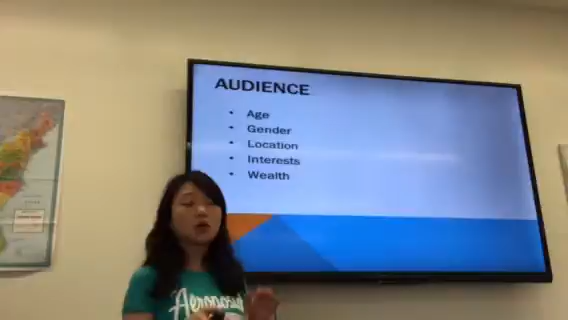 AUDIENCE
• Age
• Gender
• Location
• Interests
• Wealth